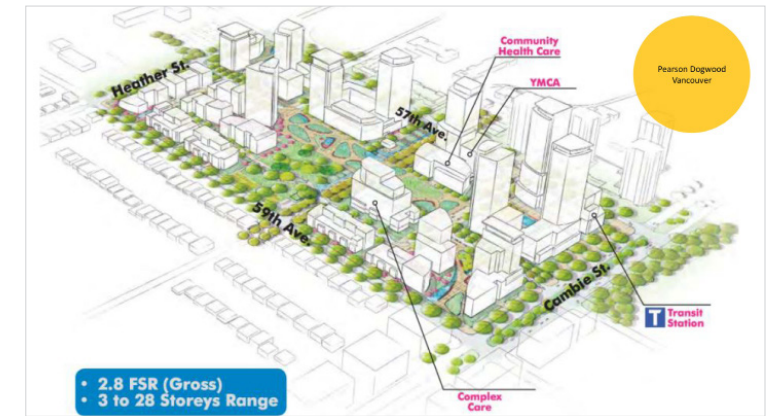 Community
Health Care
Pearson Dogwood
Vancouver
YMCA
Heather St.
57th Ave.
59th Ave.
Cambie St.
T Transit
Station
• 2.8 FSR (Gross)
• 3 to 28 Storeys Range
Complex
Care